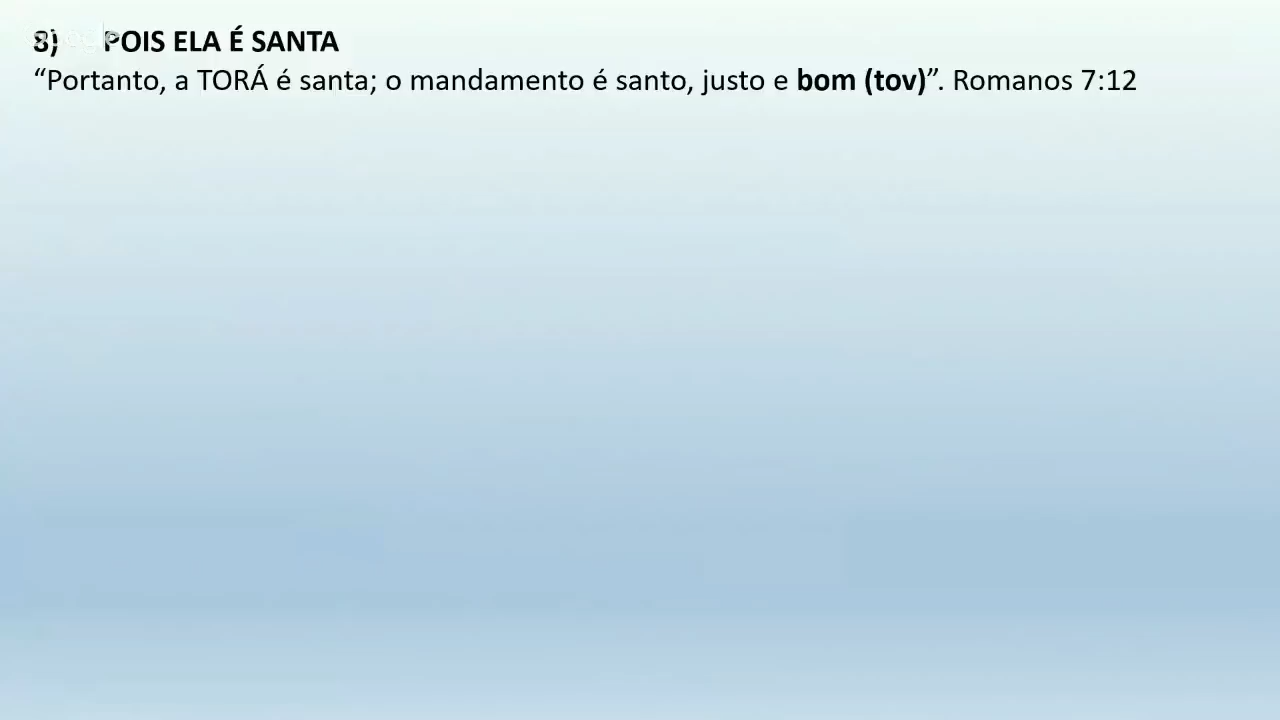 8) POIS ELA É SANTA
“Portanto, a TORÁ é santa; o mandamento é santo, justo e bom (tov)”. Romanos 7:12